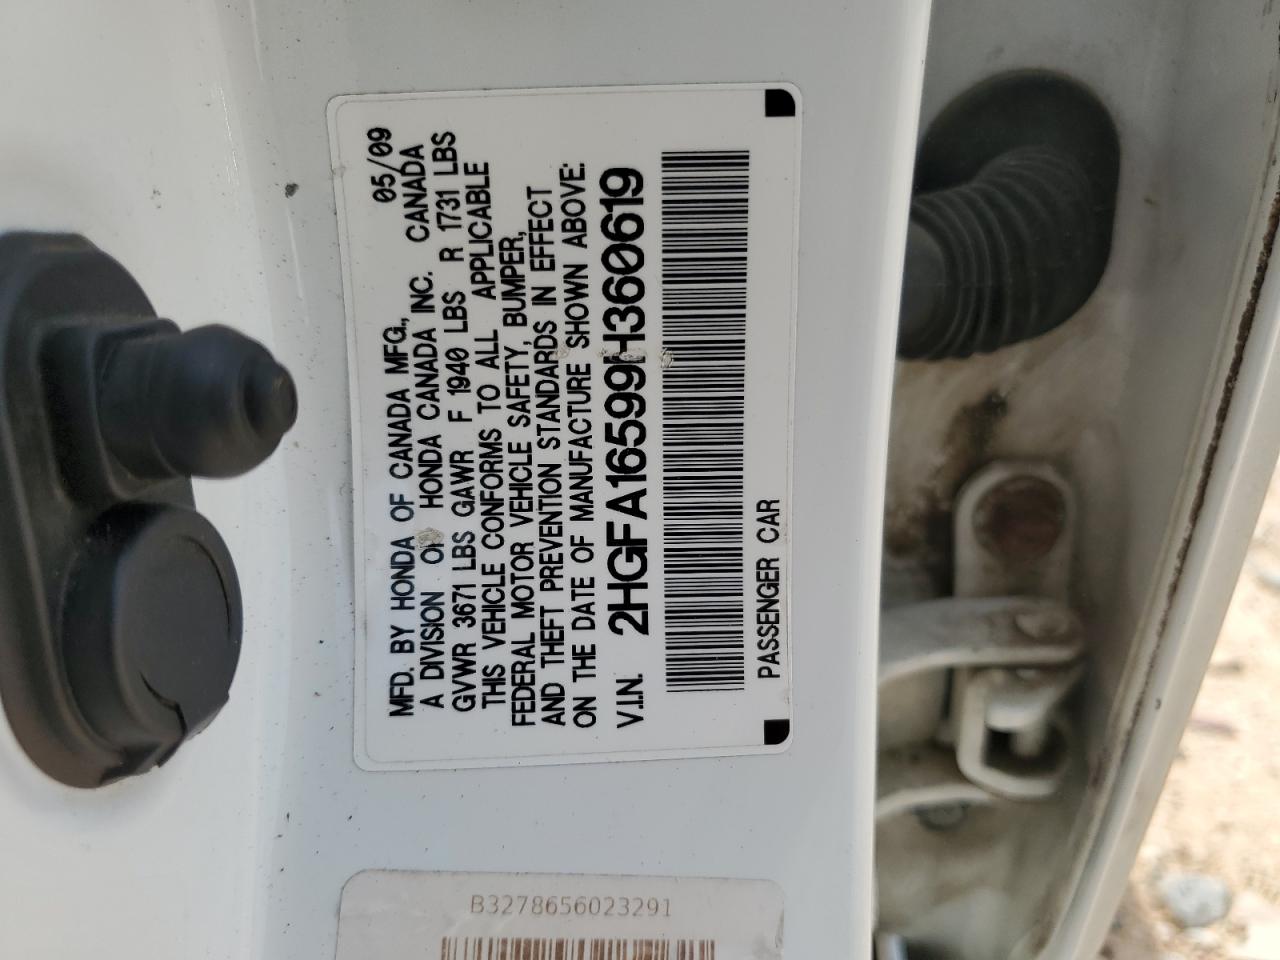 MFD. BY HONDA OF CANADA MFG., 05/09
A DIVISION OF HONDA CANADA INC. CANADA
GVWR 3671 LBS GAWR F 1940 LBS R 1731 LBS
THIS VEHICLE CONFORMS TO ALL APPLICABLE
FEDERAL MOTOR VEHICLE SAFETY, BUMPER,
AND THEFT PREVENTION STANDARDS IN EFFECT
ON THE DATE OF MANUFACTURE SHOWN ABOVE:
V.I.N. 2HGFA16599H360619
PASSENGER CAR
B3278656023291